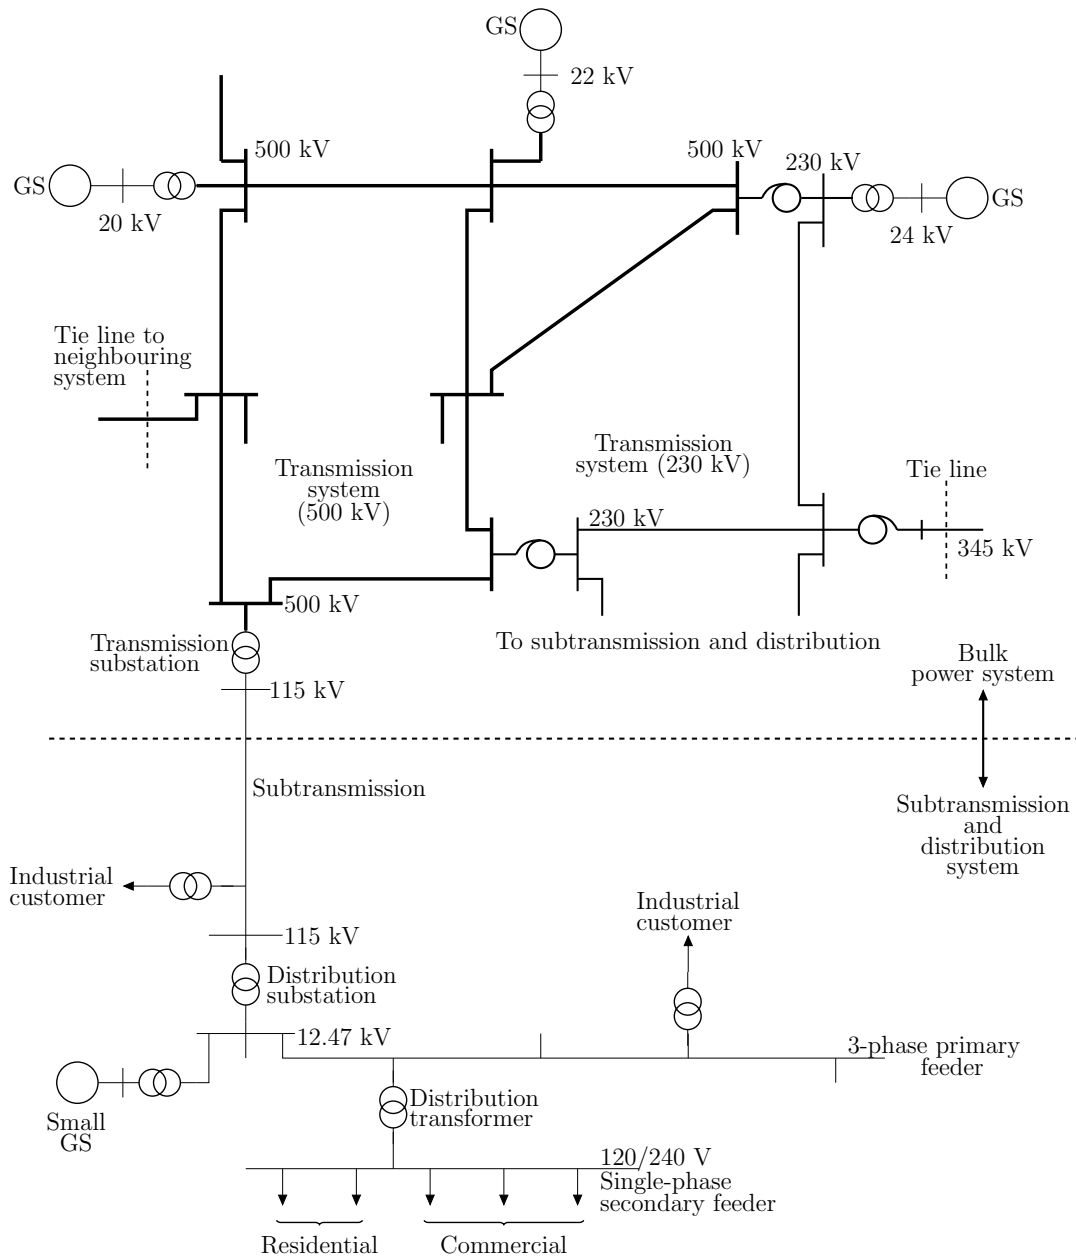 GS
22 kV
500 kV
500 kV
230 kV
GS
20 kV
GS
24 kV
Tie line to
neighbouring
system
Transmission
system
(500 kV)
Transmission
system (230 kV)
Tie line
230 kV
345 kV
500 kV
To subtransmission and distribution
Transmission
substation
115 kV
Bulk
power system
Subtransmission
Subtransmission
and
distribution
system
Industrial
customer
Industrial
customer
115 kV
Distribution
substation
12.47 kV
3-phase primary
feeder
Small
GS
Distribution
transformer
120/240 V
Single-phase
secondary feeder
Residential
Commercial